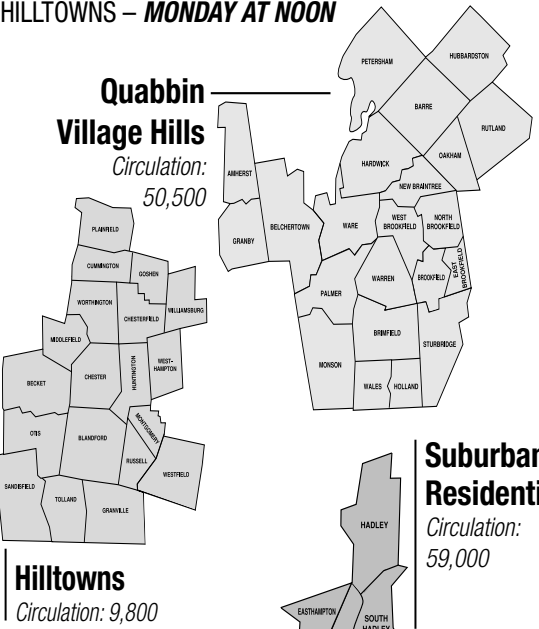 HILLTOWNS – MONDAY AT NOON
Quabbin
Village Hills
Circulation:
50,500
PETERSHAM
HUBBARDSTON
BARRE
RUTLAND
OAKHAM
HARDWICK
NEW BRAINTREE
AMHERST
BELCHERTOWN
GRANBY
WARE
WEST
BROOKFIELD
NORTH
BROOKFIELD
EAST
BROOKFIELD
BROOKFIELD
WARREN
PALMER
BRIMFIELD
STURBRIDGE
MONSON
WALES
HOLLAND
PLAINFIELD
CUMMINGTON
GOSHEN
WORTHINGTON
CHESTERFIELD
WILLIAMSBURG
MIDDLEFIELD
BECKET
CHESTER
HUNTINGTON
WEST-
HAMPTON
OTIS
BLANDFORD
MONTGOMERY
RUSSELL
WESTFIELD
SANDISFIELD
TOLLAND
GRANVILLE
Hilltowns
Circulation: 9,800
Suburban
Residenti
Circulation:
59,000
HADLEY
EASTHAMPTON
SOUTH
HADLEY